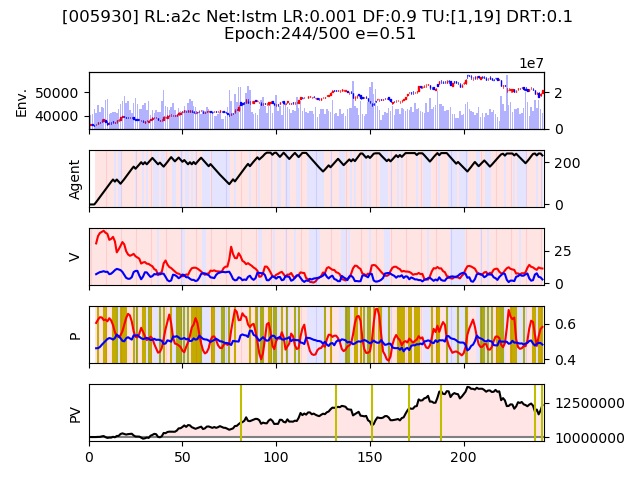 [005930] RL:a2c Net:lstm LR:0.001 DF:0.9 TU:[1,19] DRT:0.1
Epoch:244/500 e=0.51
1e7
Env.
50000
40000
2
0
Agent
200
0
V
25
0
P
0.6
0.4
PV
12500000
10000000
0 50 100 150 200